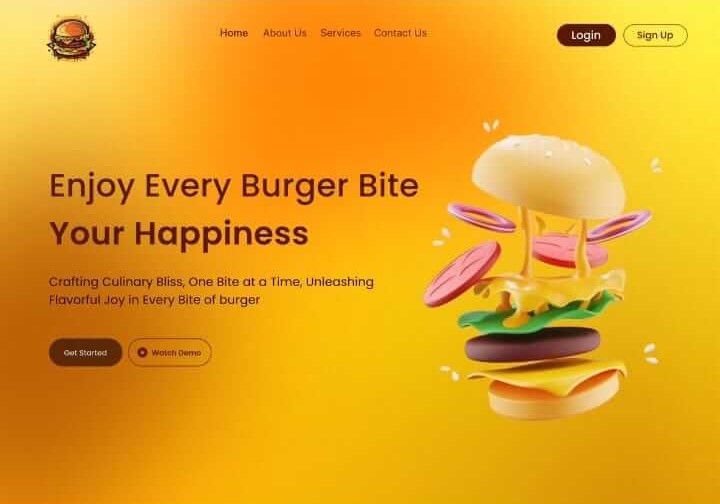 Home About Us Services Contact Us Login Sign Up
Enjoy Every Burger Bite
Your Happiness
Crafting Culinary Bliss, One Bite at a Time, Unleashing
Flavorful Joy in Every Bite of burger
Get Started Watch Demo